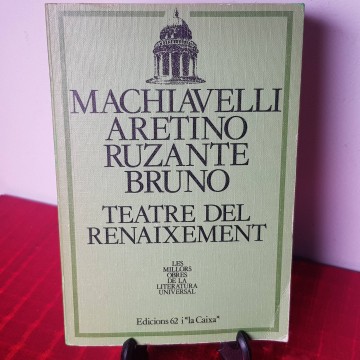 MACHIAVELLI
ARETINO
RUZANTE
BRUNO
TEATRE DEL
RENAIXEMENT
LES
MILLORS
OBRES
DE LA
LITERATURA
UNIVERSAL
Edicions 62 i "la Caixa"